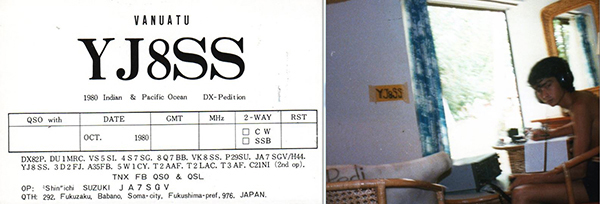 VANUATU
YJ8SS
1980 Indian & Pacific Ocean DX-Pedition
QSO with DATE GMT MHz 2-WAY RST
OCT. 1980 □ CW
□ SSB
DX82P. DU1MRC. VS5SL. 4S7SG. 8Q7BB. VK8SS. P29SU. JA7SGV/H44.
YJ8SS. 3D2FJ. A35FB. 5W1CY. T2AAF. T2LAC. T3AF. C21NI (2nd op).
TNX FB QSO & QSL
OP: "Shin"ichi SUZUKI JA7SGV
QTH: 292, Fukuzaku, Babano, Soma-city, Fukushima-pref, 976, JAPAN.
YJ8SS